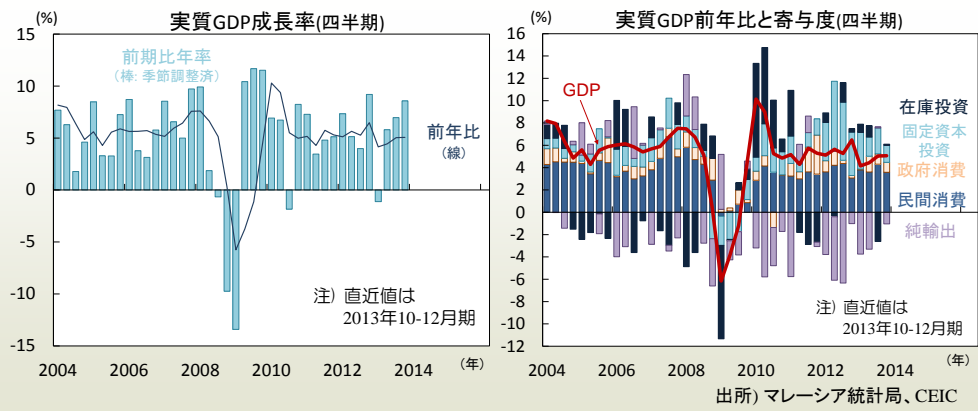 実質GDP成長率(四半期)
(%)
15
10
5
0
-5
-10
-15
前期比年率
(棒: 季節調整済)
前年比
(線)
注) 直近値は
2013年10-12月期
(年)
2004
2006
2008
2010
2012
2014
実質GDP前年比と寄与度(四半期)
(%)
16
14
12
10
8
6
4
2
0
-2
-4
-6
-8
-10
-12
GDP
在庫投資
固定資本
投資
政府消費
民間消費
純輸出
注) 直近値は
2013年10-12月期
(年)
2004
2006
2008
2010
2012
2014
出所) マレーシア統計局、CEIC